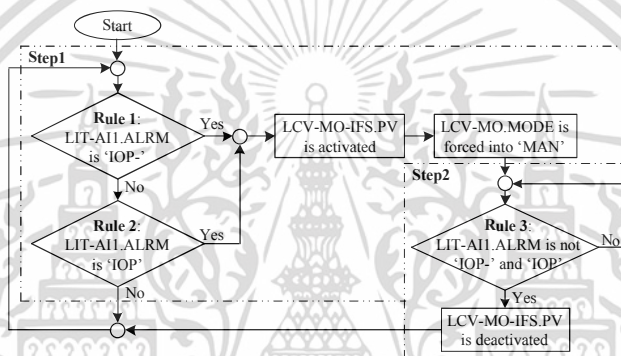 Start
Step1
Rule 1:
LIT-AI1.ALRM
is ‘IOP-’
Yes
No
LCV-MO-IFS.PV
is activated
LCV-MO.MODE is
forced into ‘MAN’
Rule 2:
LIT-AI1.ALRM
is ‘IOP’
Yes
No
Step2
Rule 3:
LIT-AI1.ALRM is not
‘IOP-’ and ‘IOP’
No
Yes
LCV-MO-IFS.PV
is deactivated